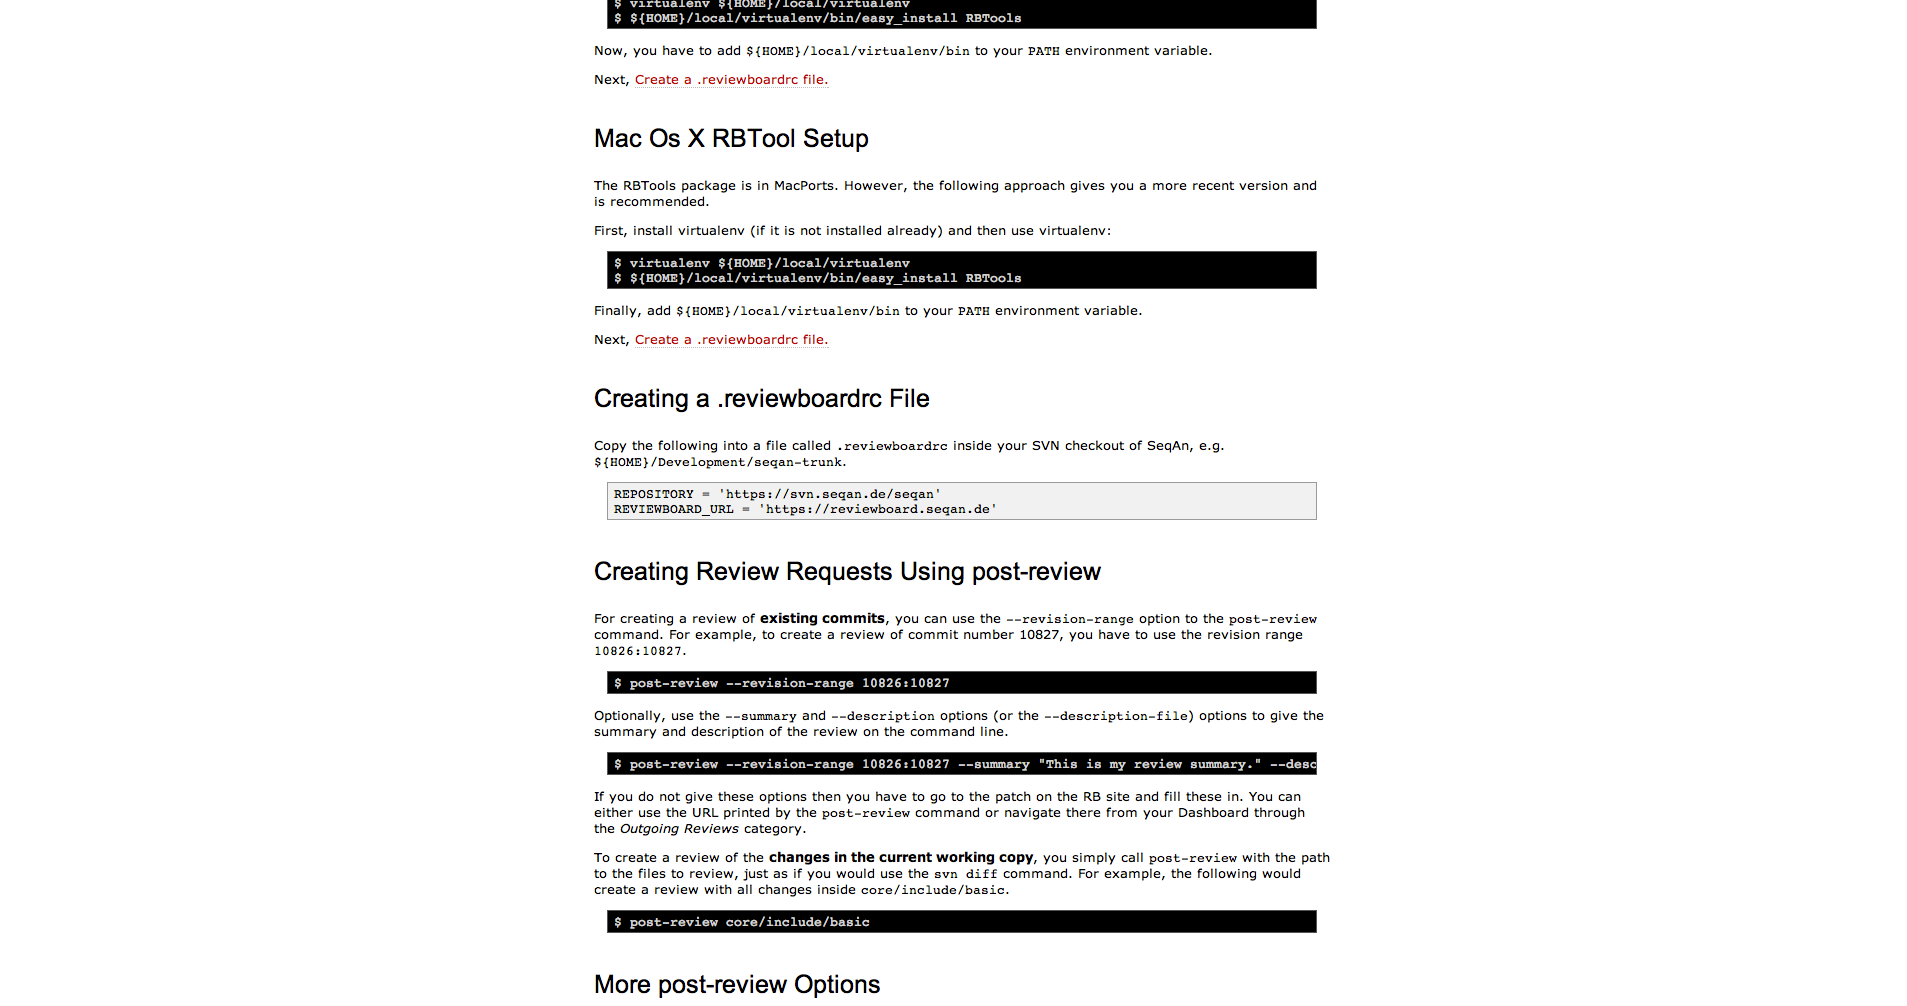 $ virtualenv ${HOME}/local/virtualenv
$ ${HOME}/local/virtualenv/bin/easy_install RBTools
Now, you have to add ${HOME}/local/virtualenv/bin to your PATH environment variable.
Next, Create a .reviewboardrc file.
Mac Os X RBTool Setup
The RBTools package is in MacPorts. However, the following approach gives you a more recent version and
is recommended.
First, install virtualenv (if it is not installed already) and then use virtualenv:
$ virtualenv ${HOME}/local/virtualenv
$ ${HOME}/local/virtualenv/bin/easy_install RBTools
Finally, add ${HOME}/local/virtualenv/bin to your PATH environment variable.
Next, Create a .reviewboardrc file.
Creating a .reviewboardrc File
Copy the following into a file called .reviewboardrc inside your SVN checkout of SeqAn, e.g.
${HOME}/Development/seqan-trunk.
REPOSITORY = 'https://svn.seqan.de/seqan'
REVIEWBOARD_URL = 'https://reviewboard.seqan.de'
Creating Review Requests Using post-review
For creating a review of existing commits, you can use the --revision-range option to the post-review
command. For example, to create a review of commit number 10827, you have to use the revision range
10826:10827.
$ post-review --revision-range 10826:10827
Optionally, use the --summary and --description options (or the --description-file) options to give the
summary and description of the review on the command line.
$ post-review --revision-range 10826:10827 --summary "This is my review summary." --desc
If you do not give these options then you have to go to the patch on the RB site and fill these in. You can
either use the URL printed by the post-review command or navigate there from your Dashboard through
the Outgoing Reviews category.
To create a review of the changes in the current working copy, you simply call post-review with the path
to the files to review, just as if you would use the svn diff command. For example, the following would
create a review with all changes inside core/include/basic.
$ post-review core/include/basic
More post-review Options